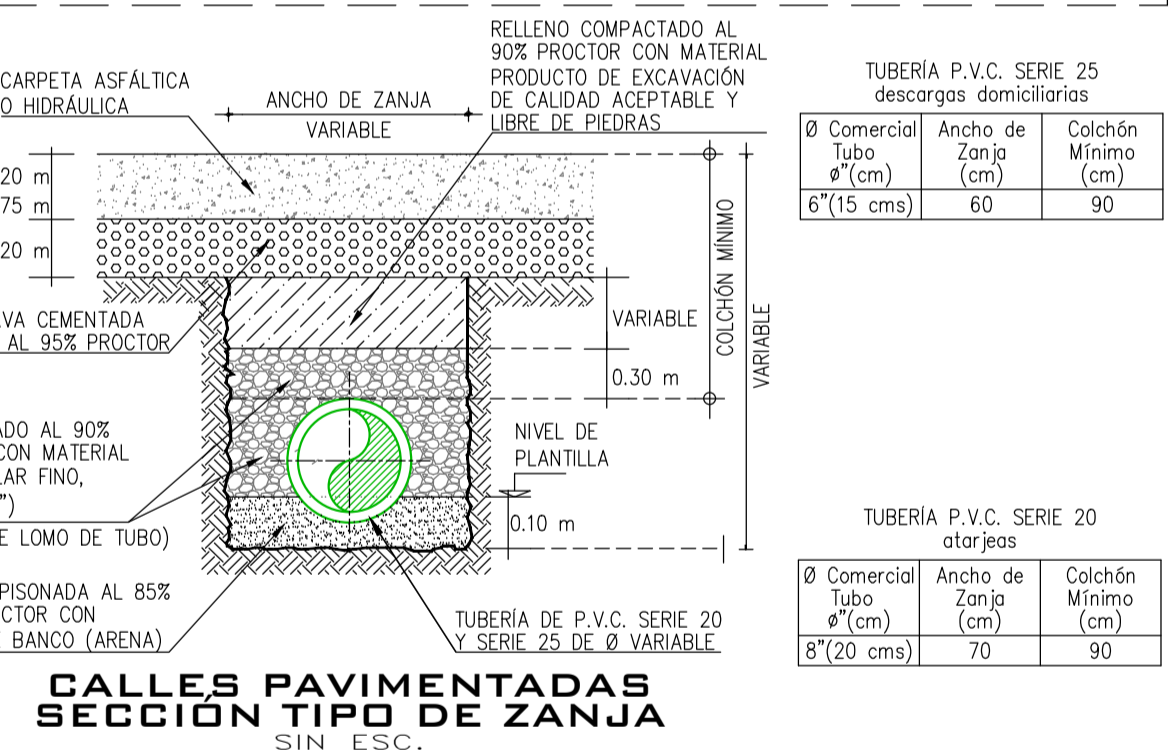 RELLENO COMPACTADO AL
90% PROCTOR CON MATERIAL
PRODUCTO DE EXCAVACIÓN
DE CALIDAD ACEPTABLE Y
LIBRE DE PIEDRAS
CARPETA ASFÁLTICA
O HIDRÁULICA
ANCHO DE ZANJA
VARIABLE
20 m
75 m
20 m
VA CEMENTADA
AL 95% PROCTOR
ADO AL 90%
CON MATERIAL
LAR FINO,
")
E LOMO DE TUBO)
PISONADA AL 85%
CTOR CON
E BANCO (ARENA)
VARIABLE
0.30 m
COLCHÓN MÍNIMO
VARIABLE
NIVEL DE
PLANTILLA
0.10 m
TUBERÍA DE P.V.C. SERIE 20
Y SERIE 25 DE Ø VARIABLE
CALLES PAVIMENTADAS
SECCIÓN TIPO DE ZANJA
SIN ESC.
TUBERÍA P.V.C. SERIE 25
descargas domiciliarias
Ø Comercial Tubo ø"(cm) Ancho de Zanja (cm) Colchón Mínimo (cm)
6"(15 cms) 60 90
TUBERÍA P.V.C. SERIE 20
atarjeas
Ø Comercial Tubo ø"(cm) Ancho de Zanja (cm) Colchón Mínimo (cm)
8"(20 cms) 70 90